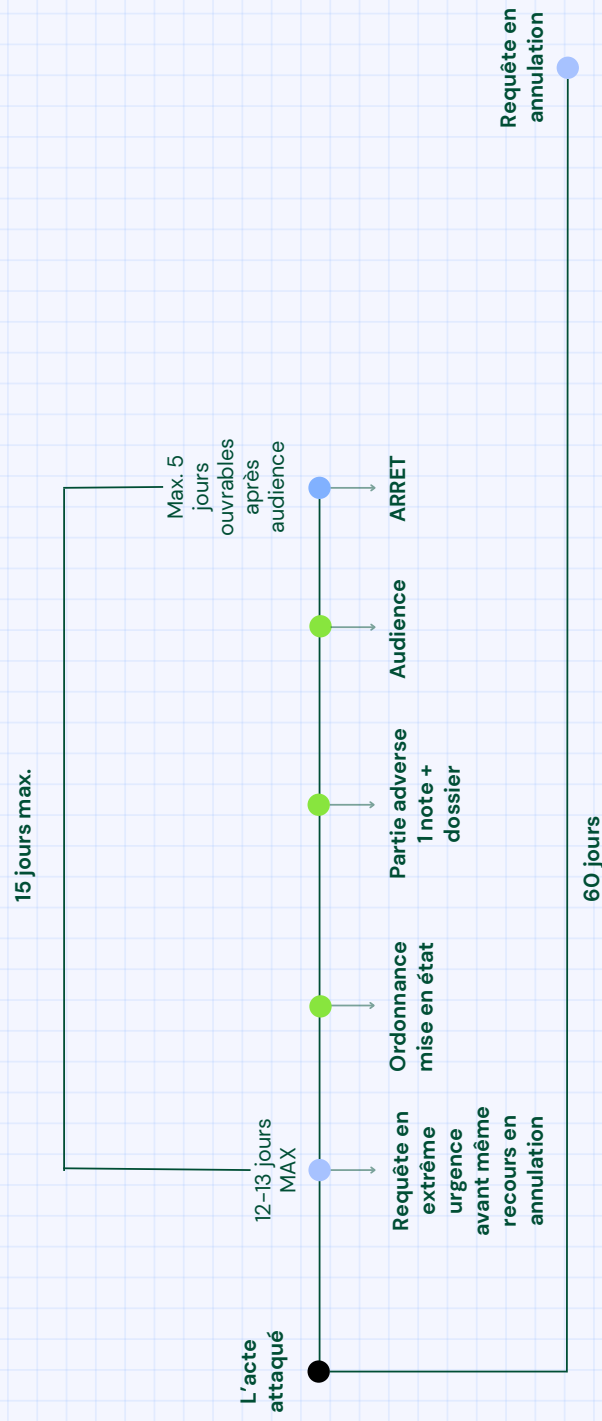 15 jours max.
Max. 5
jours
ouvrables
après
audience
12–13 jours
MAX
L'acte
attaqué
Requête en
extrême
urgence
avant même
recours en
annulation
Ordonnance
mise en état
Partie adverse
1 note +
dossier
Audience
ARRET
Requête en
annulation
60 jours